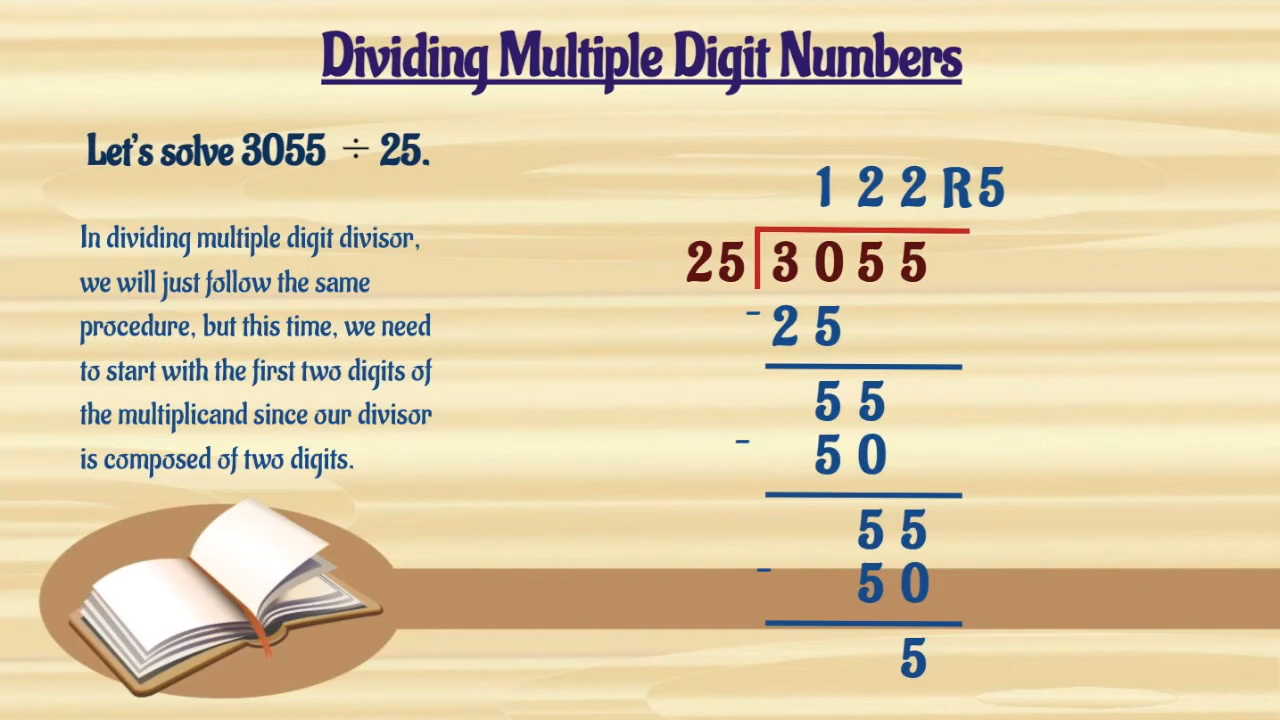 Dividing Multiple Digit Numbers
Let's solve 3055 ÷ 25.
In dividing multiple digit divisor,
we will just follow the same
procedure, but this time, we need
to start with the first two digits of
the multiplicand since our divisor
is composed of two digits.
1 2 2 R 5
25 3 0 5 5
- 2 5
5 5
- 5 0
5 5
- 5 0
5